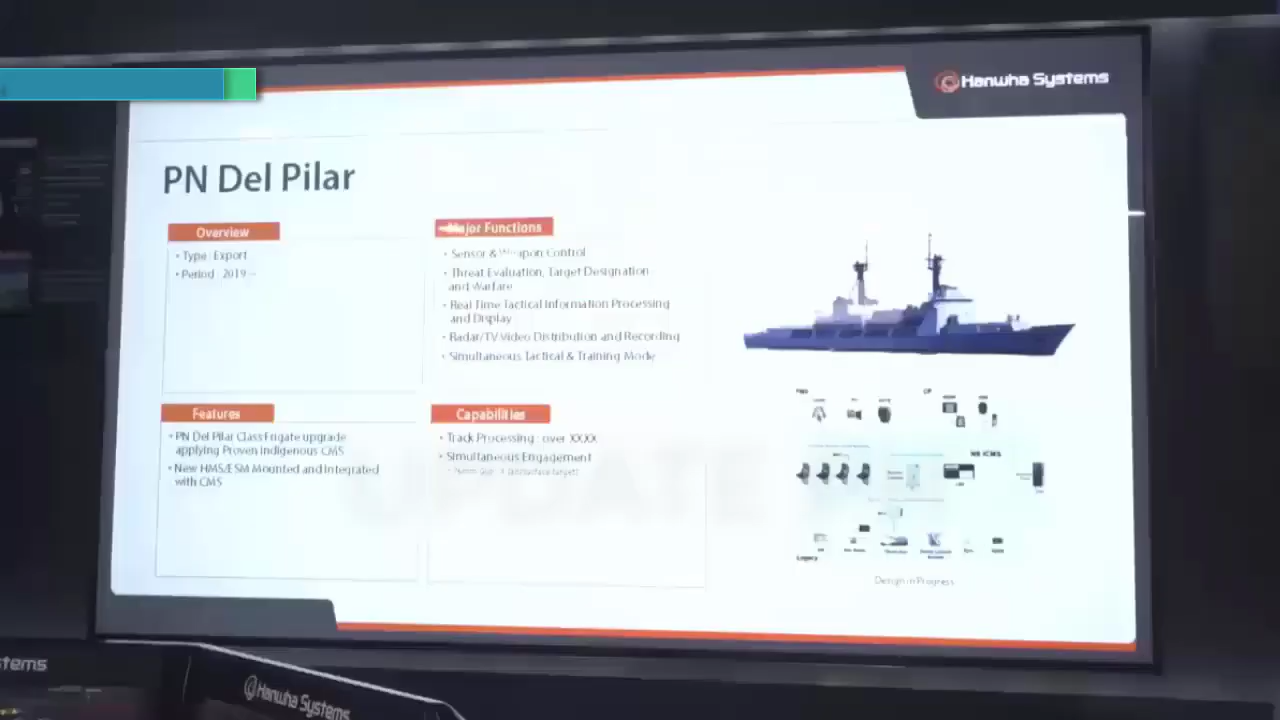 Hanwha Systems
PN Del Pilar
Overview
• Type : Export
• Period : 2019 ~
Major Functions
• Sensor & Weapon Control
• Threat Evaluation, Target Designation
and Warfare
• Real Time Tactical Information Processing
and Display
• Radar/TV Video Distribution and Recording
• Simultaneous Tactical & Training Mode
Features
• PN Del Pilar Class Frigate upgrade
applying Proven indigenous CMS
• New HMS/ESM Mounted and Integrated
with CMS
Capabilities
• Track Processing : over XXXX
• Simultaneous Engagement
Legacy
Design in Progress
UPDATE
stems
Hanwha Systems